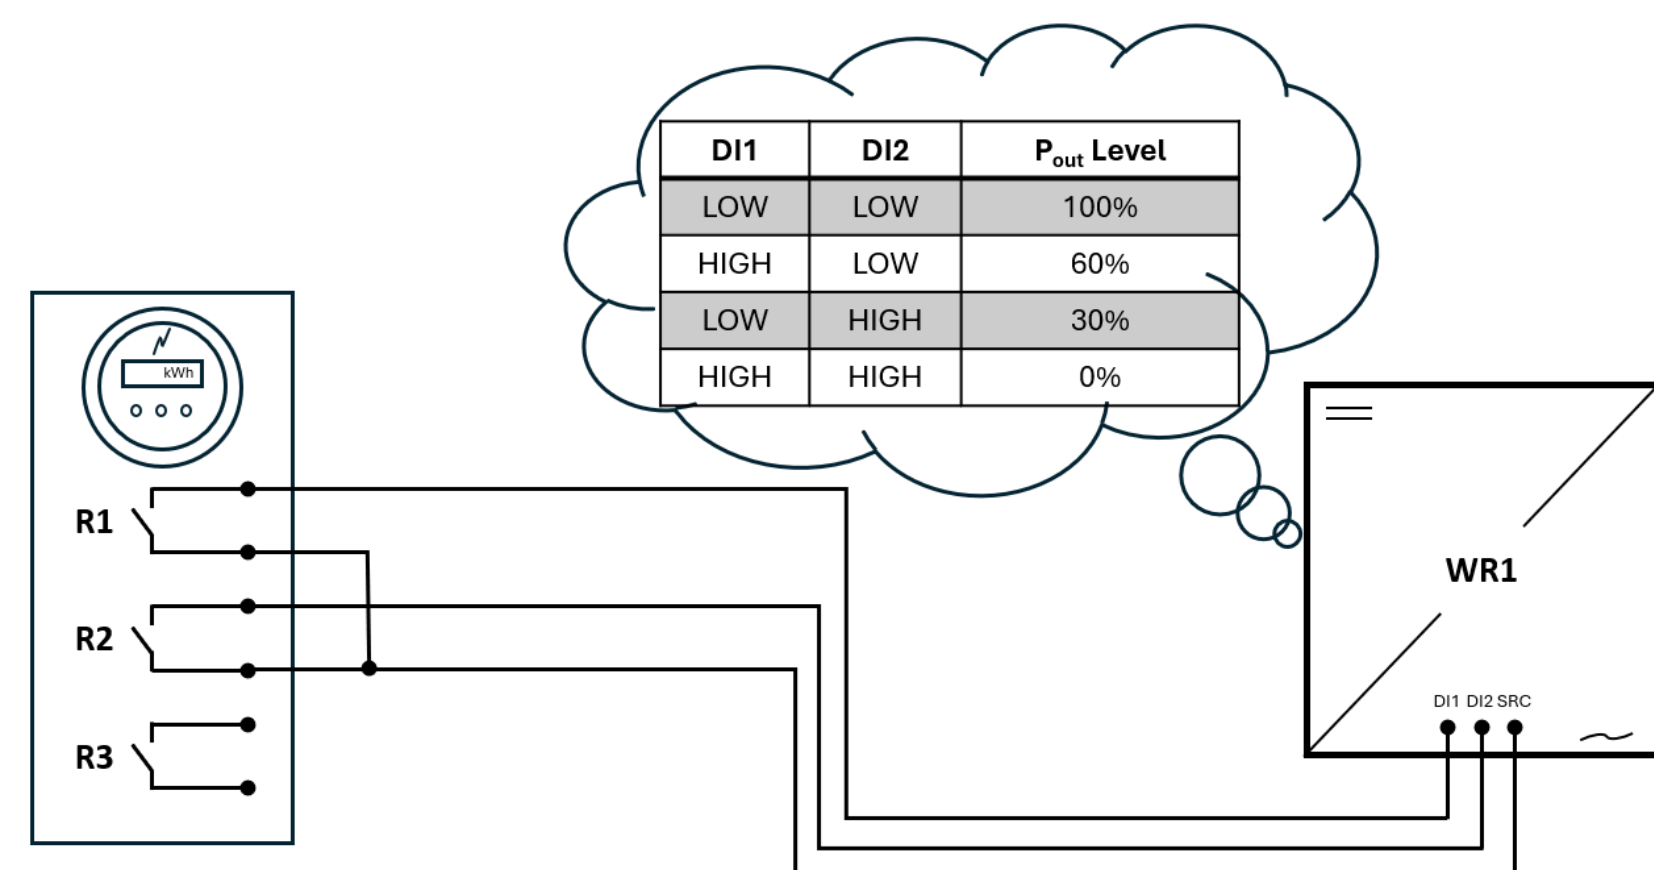 DI1 DI2 Pout Level
LOW LOW 100%
HIGH LOW 60%
LOW HIGH 30%
HIGH HIGH 0%
kWh
R1
R2
R3
WR1
DI1 DI2 SRC